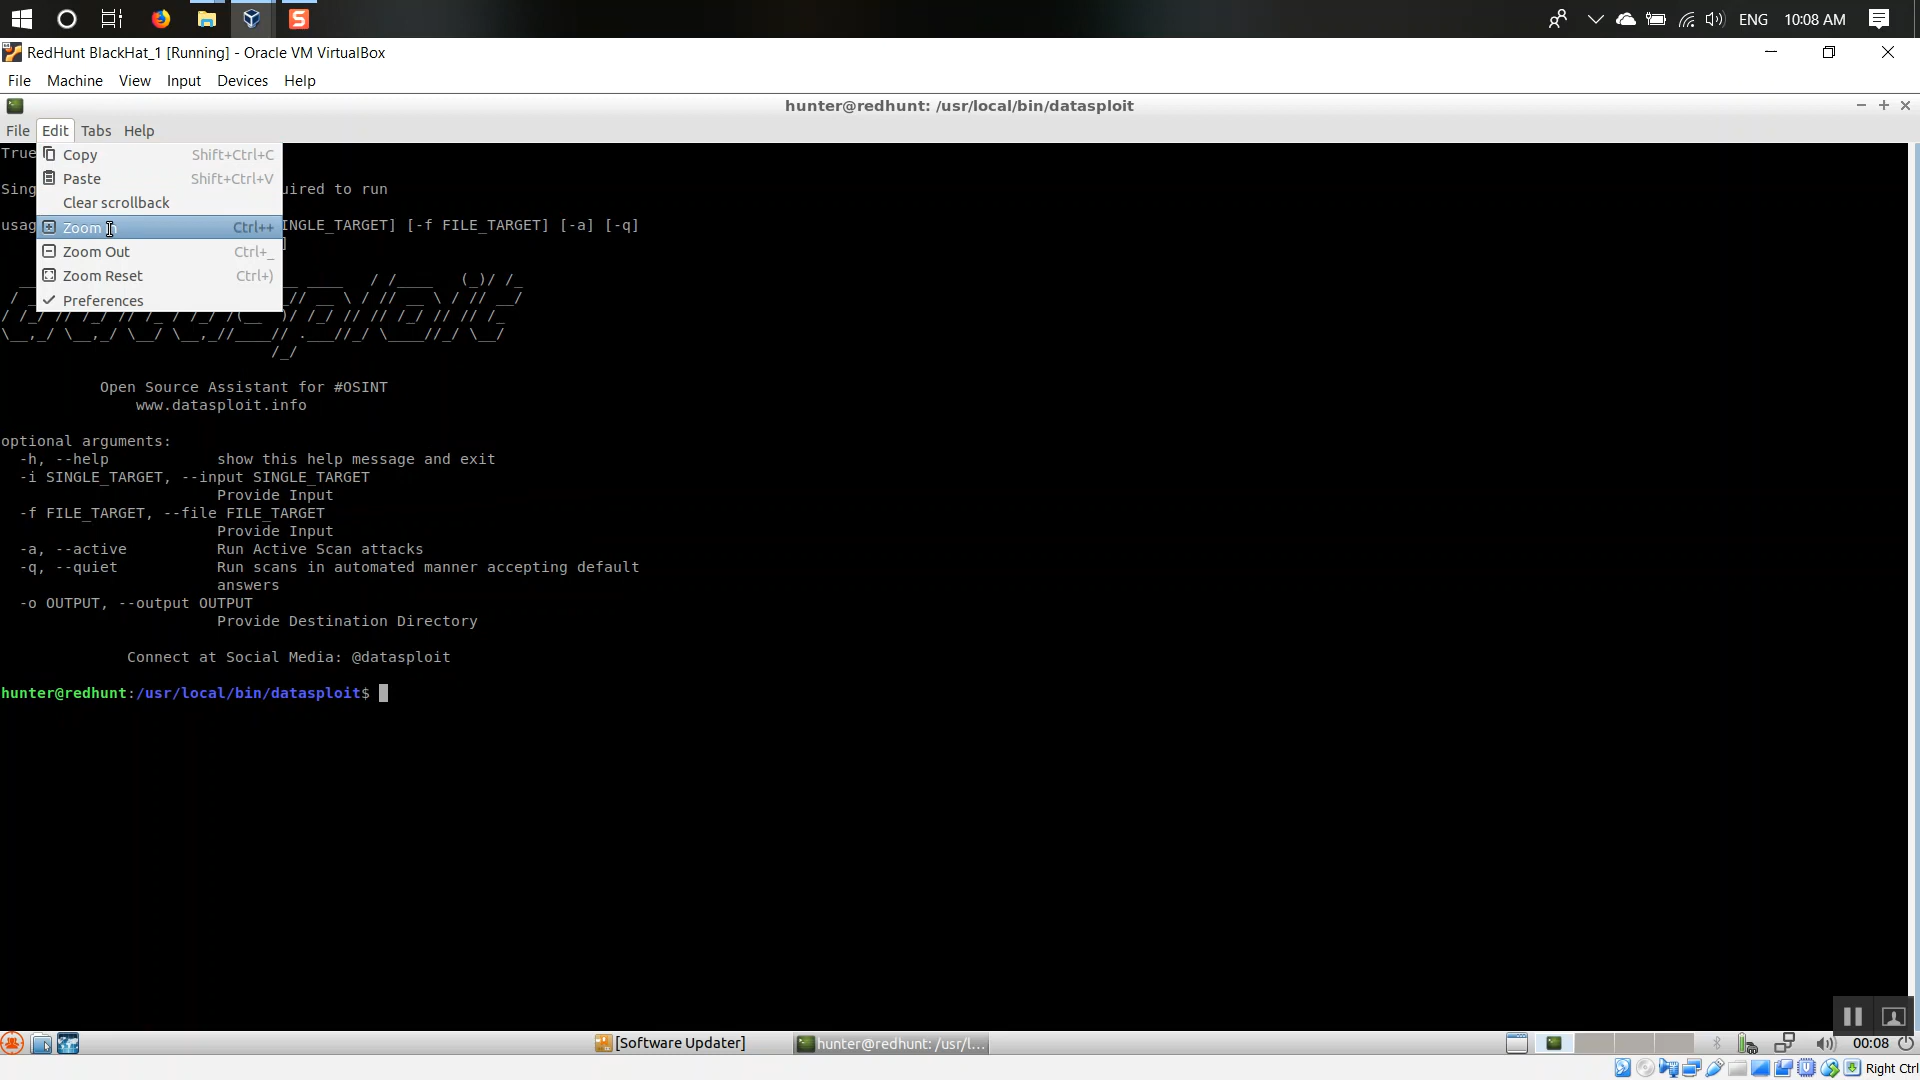 ENG 10:08 AM
RedHunt BlackHat_1 [Running] - Oracle VM VirtualBox
File Machine View Input Devices Help
hunter@redhunt: /usr/local/bin/datasploit
File Edit Tabs Help
Copy Shift+Ctrl+C
Paste Shift+Ctrl+V
Clear scrollback
Zoom In Ctrl++
Zoom Out Ctrl+_
Zoom Reset Ctrl+)
Preferences
True
Sing uired to run
usag INGLE_TARGET] [-f FILE_TARGET] [-a] [-q]
]
Open Source Assistant for #OSINT
www.datasploit.info
optional arguments:
-h, --help show this help message and exit
-i SINGLE_TARGET, --input SINGLE_TARGET
Provide Input
-f FILE_TARGET, --file FILE_TARGET
Provide Input
-a, --active Run Active Scan attacks
-q, --quiet Run scans in automated manner accepting default
answers
-o OUTPUT, --output OUTPUT
Provide Destination Directory
Connect at Social Media: @datasploit
hunter@redhunt:/usr/local/bin/datasploit$
[Software Updater] hunter@redhunt: /usr/l... 00:08
Right Ctrl